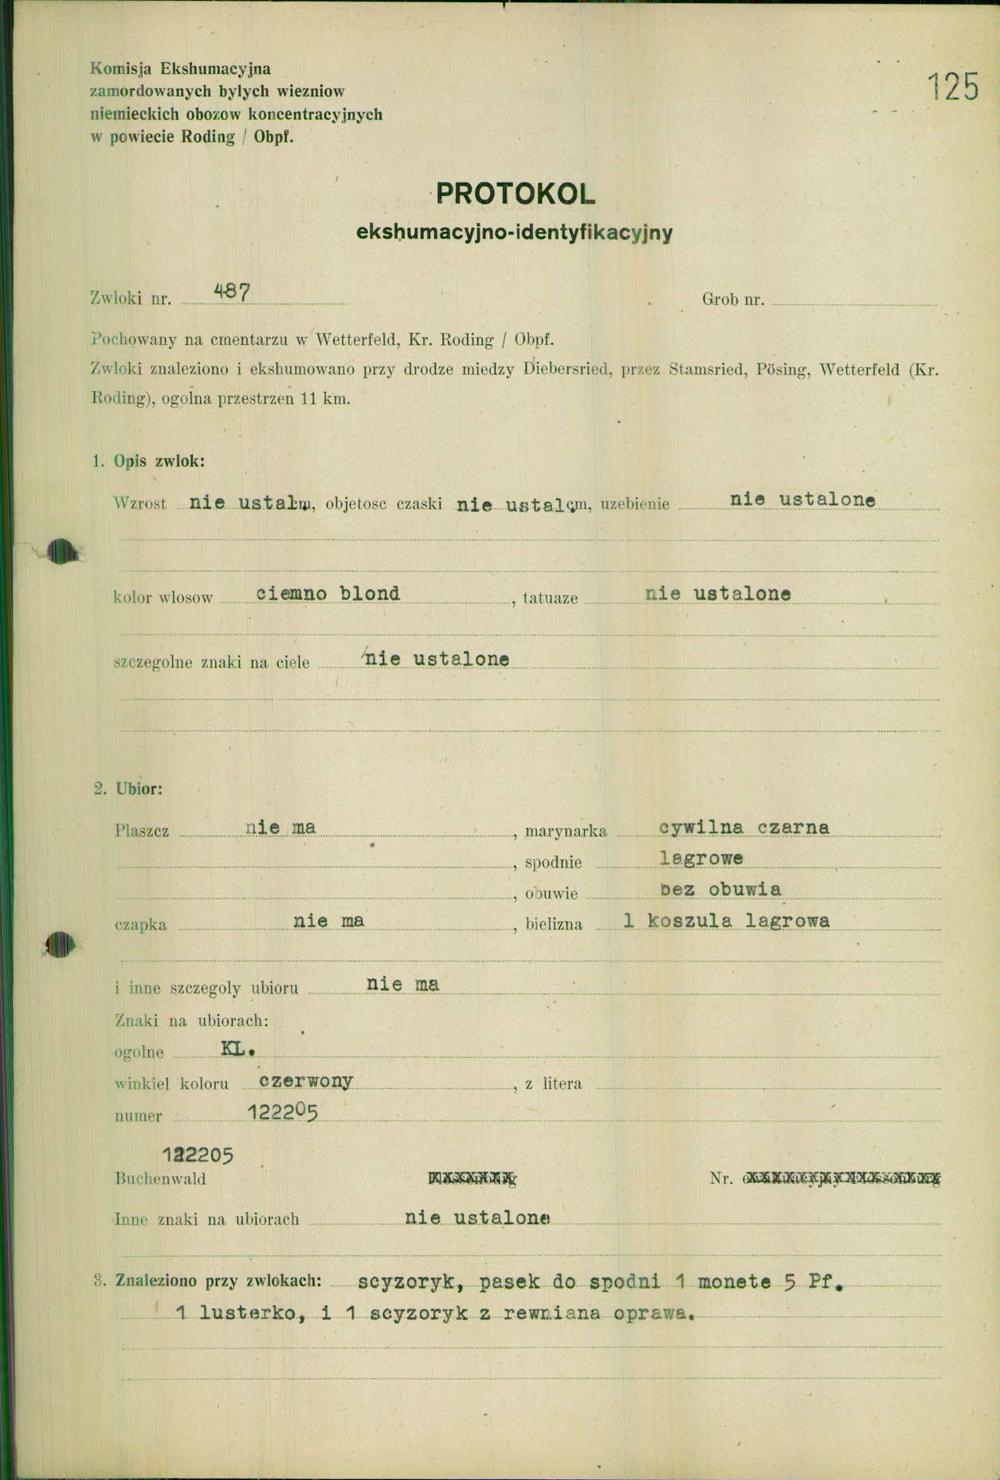 Komisja Ekshumacyjna
zamordowanych bylych wiezniow
niemieckich obozow koncentracyjnych
w powiecie Roding / Obpf.
125
PROTOKOL
ekshumacyjno-identyfikacyjny
Zwloki nr. 487 Grob nr.
Pochowany na cmentarzu w Wetterfeld, Kr. Roding / Obpf.
Zwloki znaleziono i ekshumowano przy drodze miedzy Diebersried, przez Stamsried, Pösing, Wetterfeld (Kr.
Roding), ogolna przestrzen 11 km.
1. Opis zwlok:
Wzrost nie ustal m, objetosc czaski nie ustal cm, uzebienie nie ustalone
kolor wlosow ciemno blond , tatuaze nie ustalone
szczegolne znaki na ciele nie ustalone
2. Ubior:
Plaszcz nie ma , marynarka cywilna czarna
, spodnie lagrowe
, obuwie bez obuwia
czapka nie ma , bielizna 1 koszula lagrowa
i inne szczegoly ubioru nie ma
Znaki na ubiorach:
ogolne KL.
winkiel koloru czerwony , z litera
numer 122205
122205
Buchenwald Nr.
Inne znaki na ubiorach nie ustalone
3. Znaleziono przy zwlokach: scyzoryk, pasek do spodni 1 monete 5 Pf.
1 lusterko, i 1 scyzoryk z rewniana oprawa.